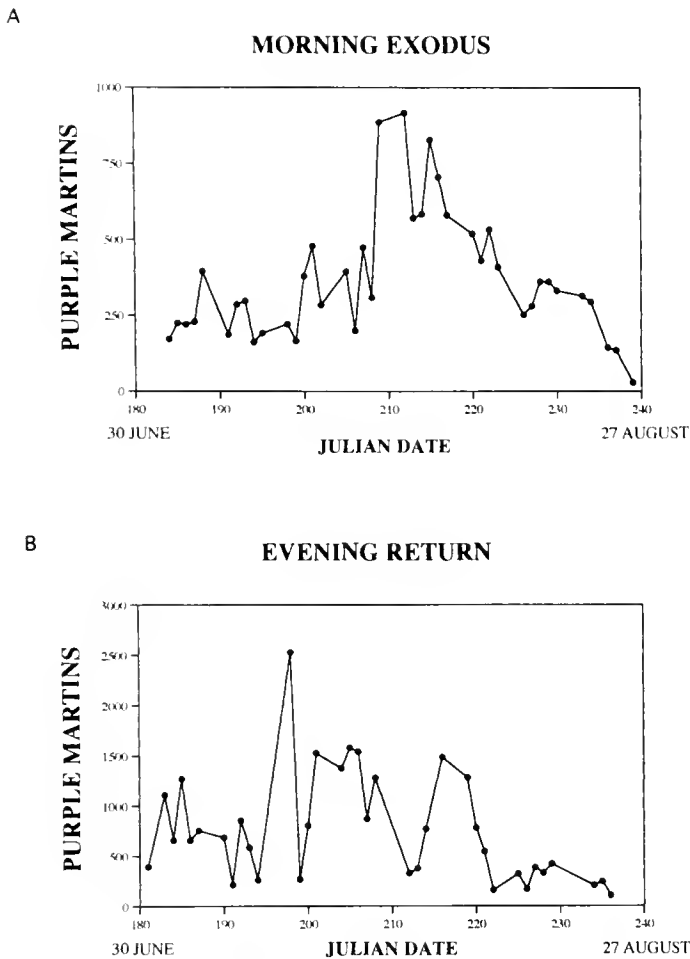 A
MORNING EXODUS
PURPLE MARTINS
1000
750
500
250
0
180 190 200 210 220 230 240
30 JUNE JULIAN DATE 27 AUGUST
B
EVENING RETURN
PURPLE MARTINS
3000
2500
2000
1500
1000
500
0
180 190 200 210 220 230 240
30 JUNE JULIAN DATE 27 AUGUST